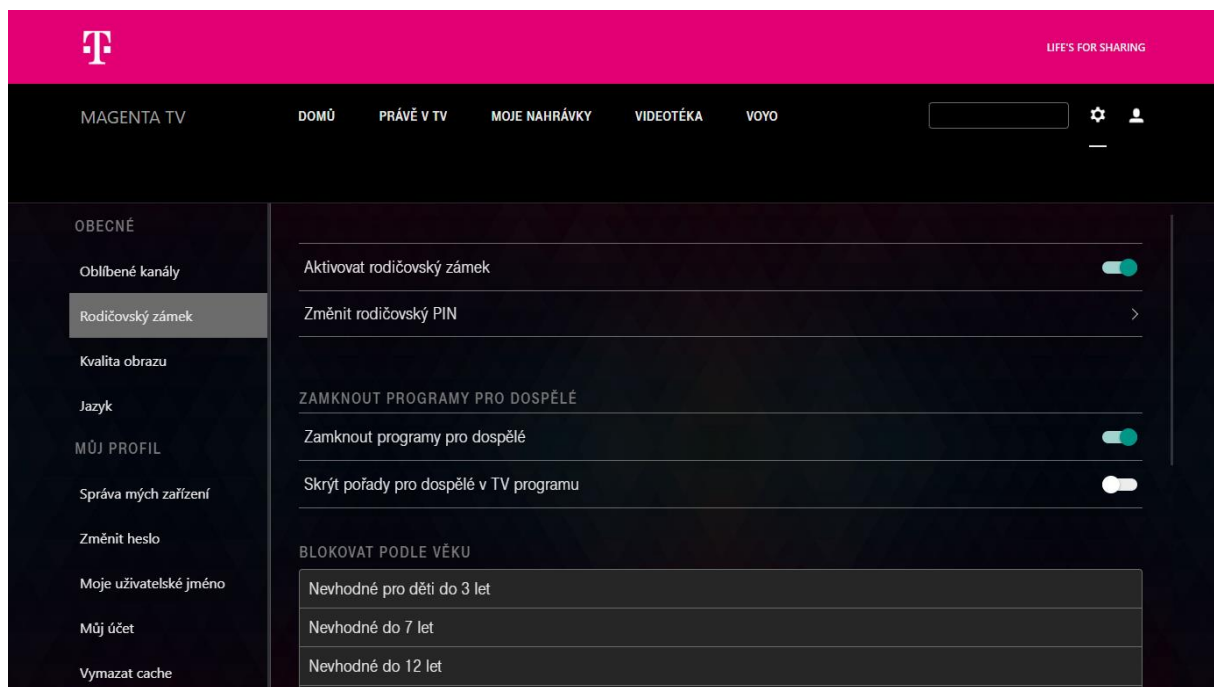 T
LIFE'S FOR SHARING
MAGENTA TV
DOMŮ PRÁVĚ V TV MOJE NAHRÁVKY VIDEOTÉKA VOYO
OBECNÉ
Oblíbené kanály
Rodičovský zámek
Kvalita obrazu
Jazyk
MŮJ PROFIL
Správa mých zařízení
Změnit heslo
Moje uživatelské jméno
Můj účet
Vymazat cache
Aktivovat rodičovský zámek
Změnit rodičovský PIN
ZAMKNOUT PROGRAMY PRO DOSPĚLÉ
Zamknout programy pro dospělé
Skrýt pořady pro dospělé v TV programu
BLOKOVAT PODLE VĚKU
Nevhodné pro děti do 3 let
Nevhodné do 7 let
Nevhodné do 12 let